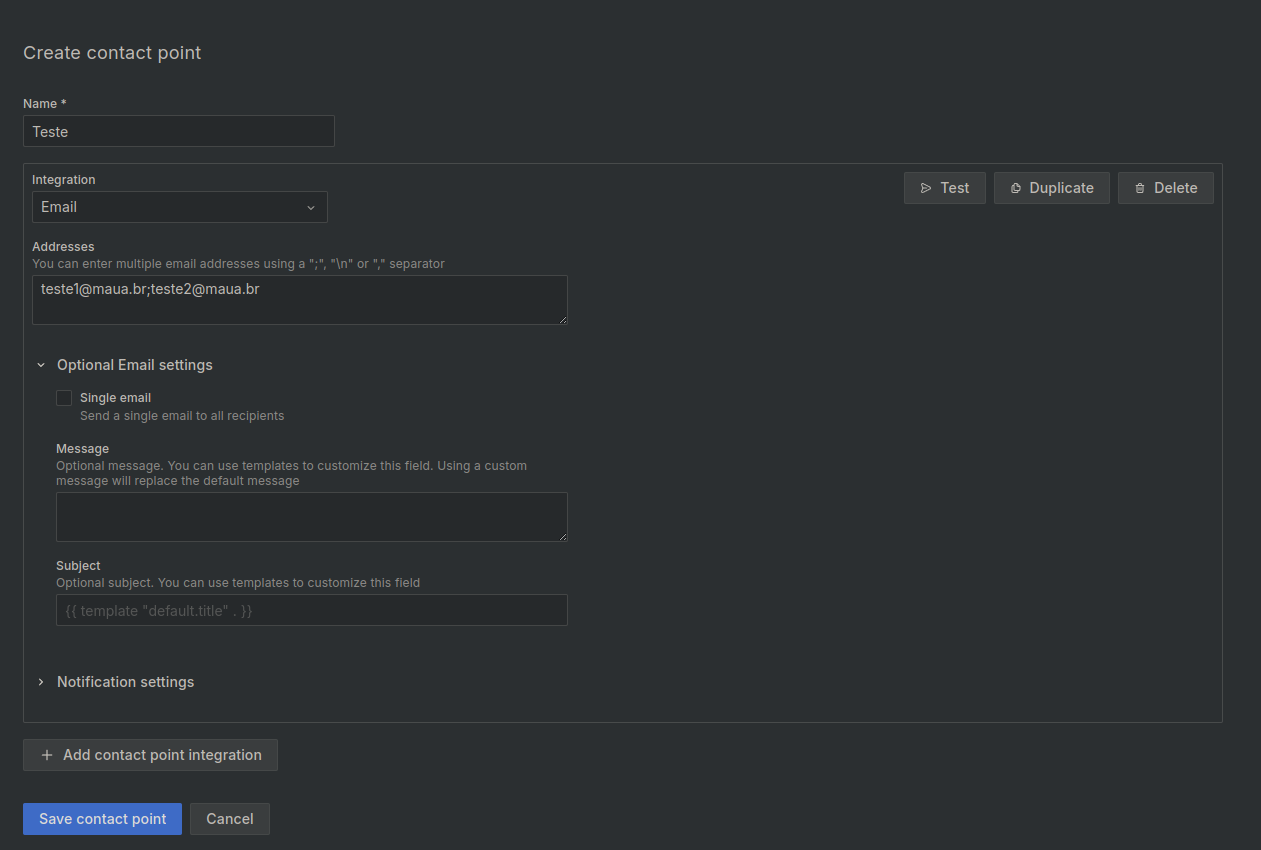 Create contact point
Name *
Teste
Integration
Test
Duplicate
Delete
Email
Addresses
You can enter multiple email addresses using a ";", "\n" or "," separator
teste1@maua.br;teste2@maua.br
Optional Email settings
Single email
Send a single email to all recipients
Message
Optional message. You can use templates to customize this field. Using a custom
message will replace the default message
Subject
Optional subject. You can use templates to customize this field
{{ template "default.title" . }}
Notification settings
Add contact point integration
Save contact point
Cancel